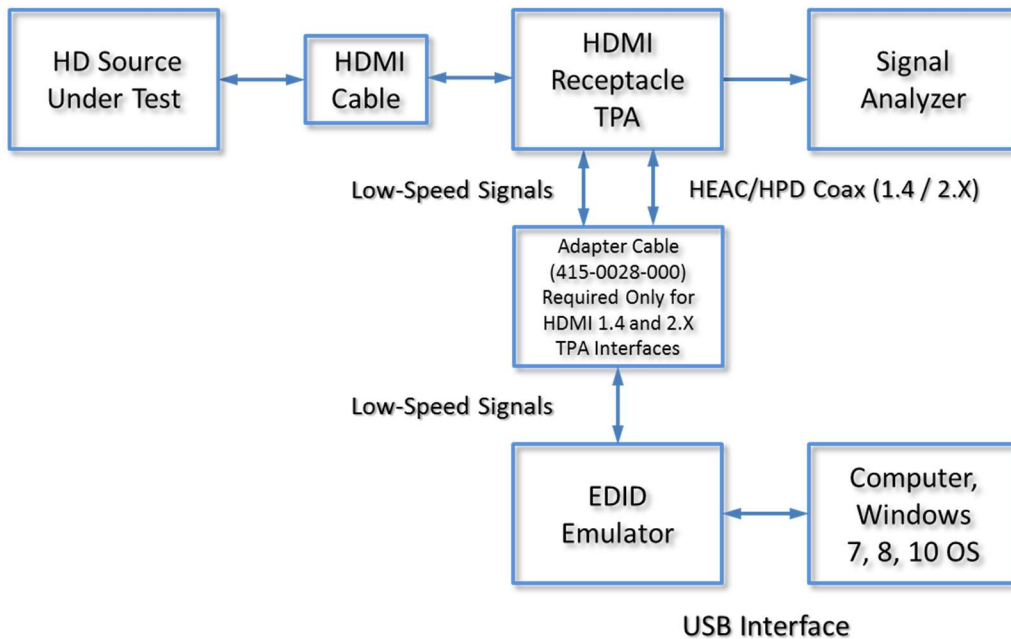 HD Source
Under Test
HDMI
Cable
HDMI
Receptacle
TPA
Signal
Analyzer
Low-Speed Signals
HEAC/HPD Coax (1.4 / 2.X)
Adapter Cable
(415-0028-000)
Required Only for
HDMI 1.4 and 2.X
TPA Interfaces
Low-Speed Signals
EDID
Emulator
Computer,
Windows
7, 8, 10 OS
USB Interface